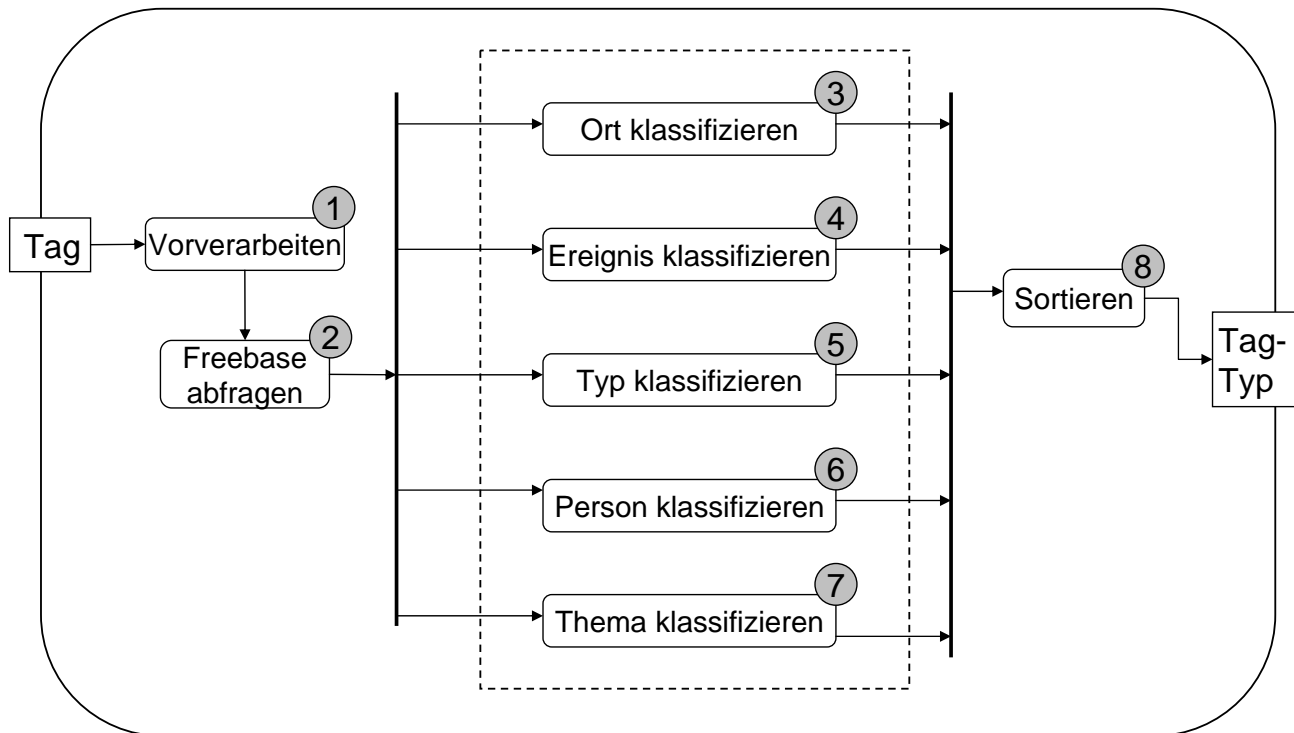 Tag
1
Vorverarbeiten
2
Freebase
abfragen
3
Ort klassifizieren
4
Ereignis klassifizieren
5
Typ klassifizieren
6
Person klassifizieren
7
Thema klassifizieren
8
Sortieren
Tag-
Typ